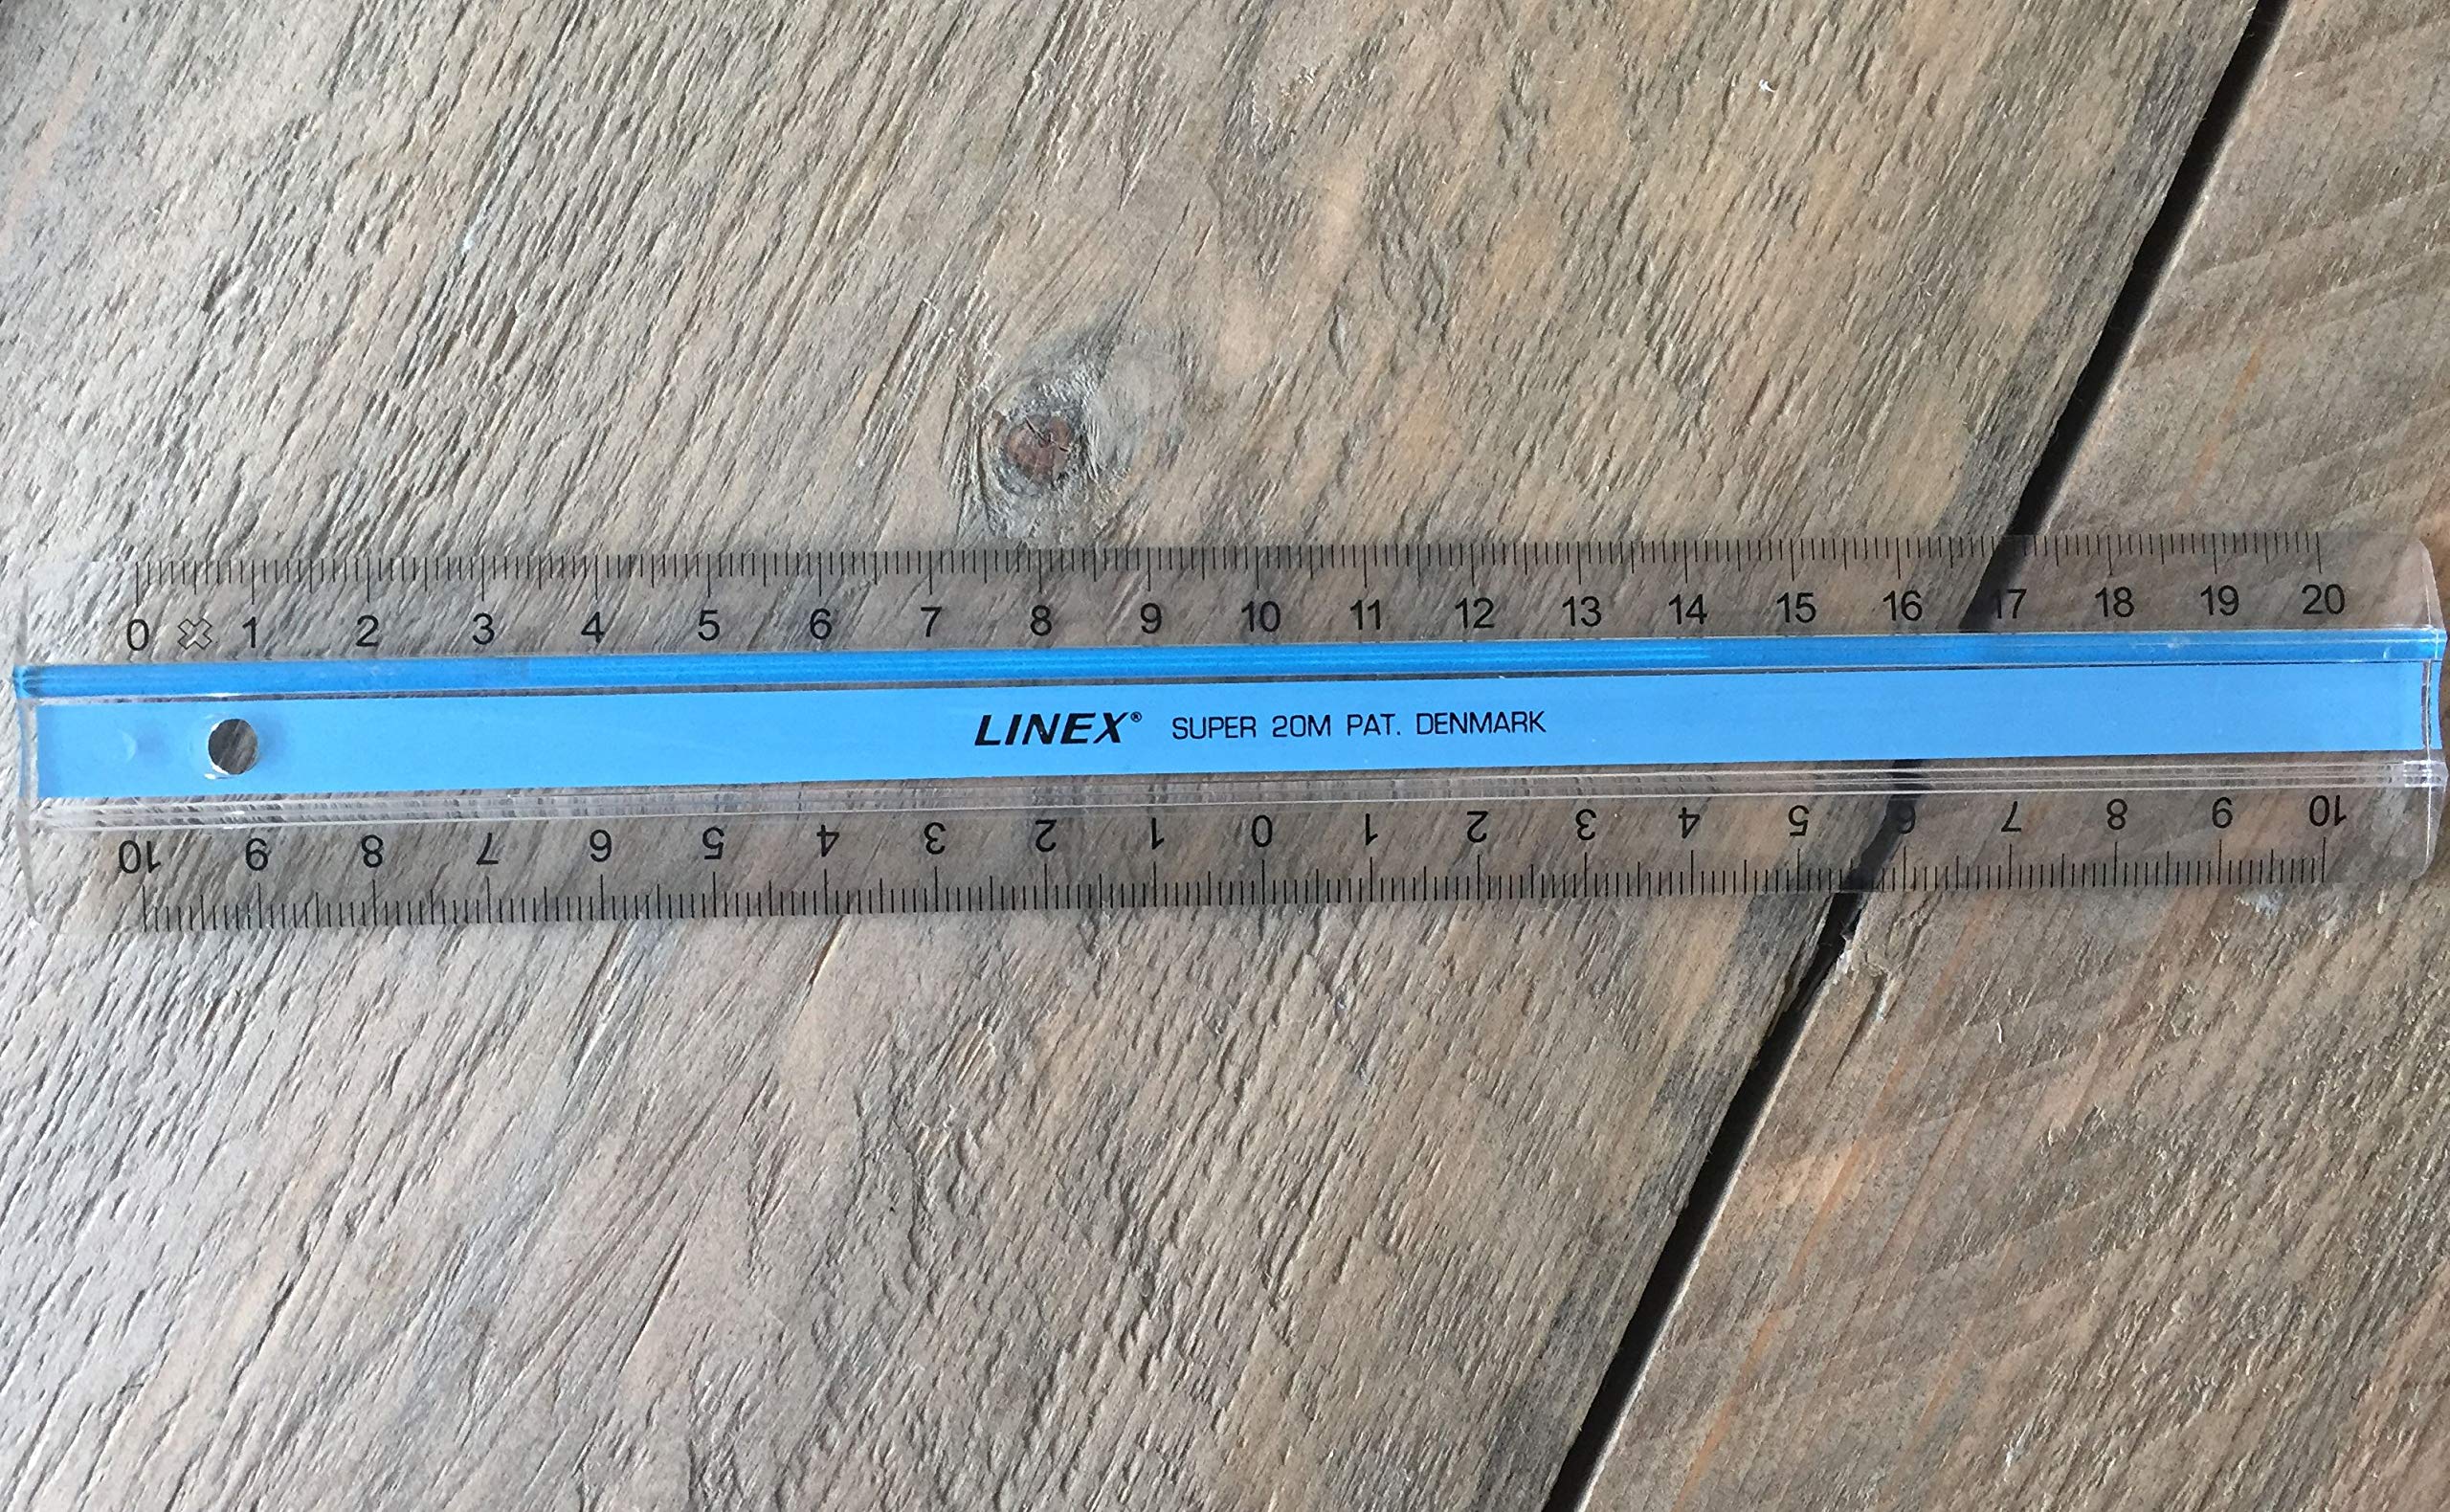 0 1 2 3 4 5 6 7 8 9 10 11 12 13 14 15 16 17 18 19 20
LINEX® SUPER 20M PAT. DENMARK
10 9 8 7 6 5 4 3 2 1 0 1 2 3 4 5 6 7 8 9 10